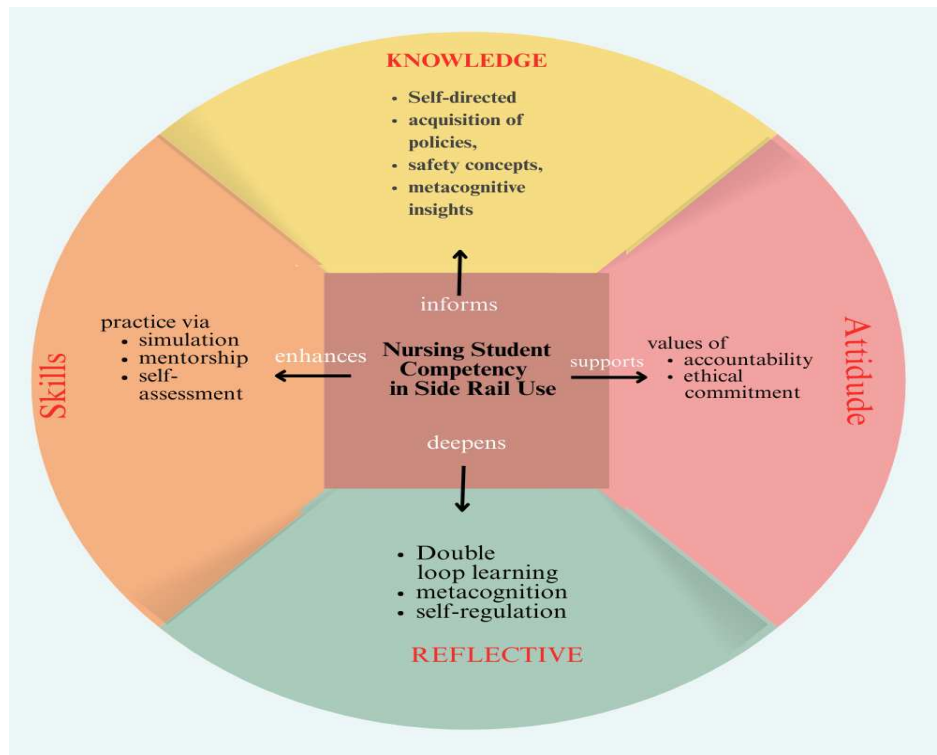 KNOWLEDGE
• Self-directed
• acquisition of
policies,
• safety concepts,
• metacognitive
insights
informs
Skills
practice via
• simulation
• mentorship
• self-
assessment
enhances
Nursing Student
Competency
in Side Rail Use
supports
values of
• accountability
• ethical
commitment
Attidude
deepens
• Double
loop learning
• metacognition
• self-regulation
REFLECTIVE